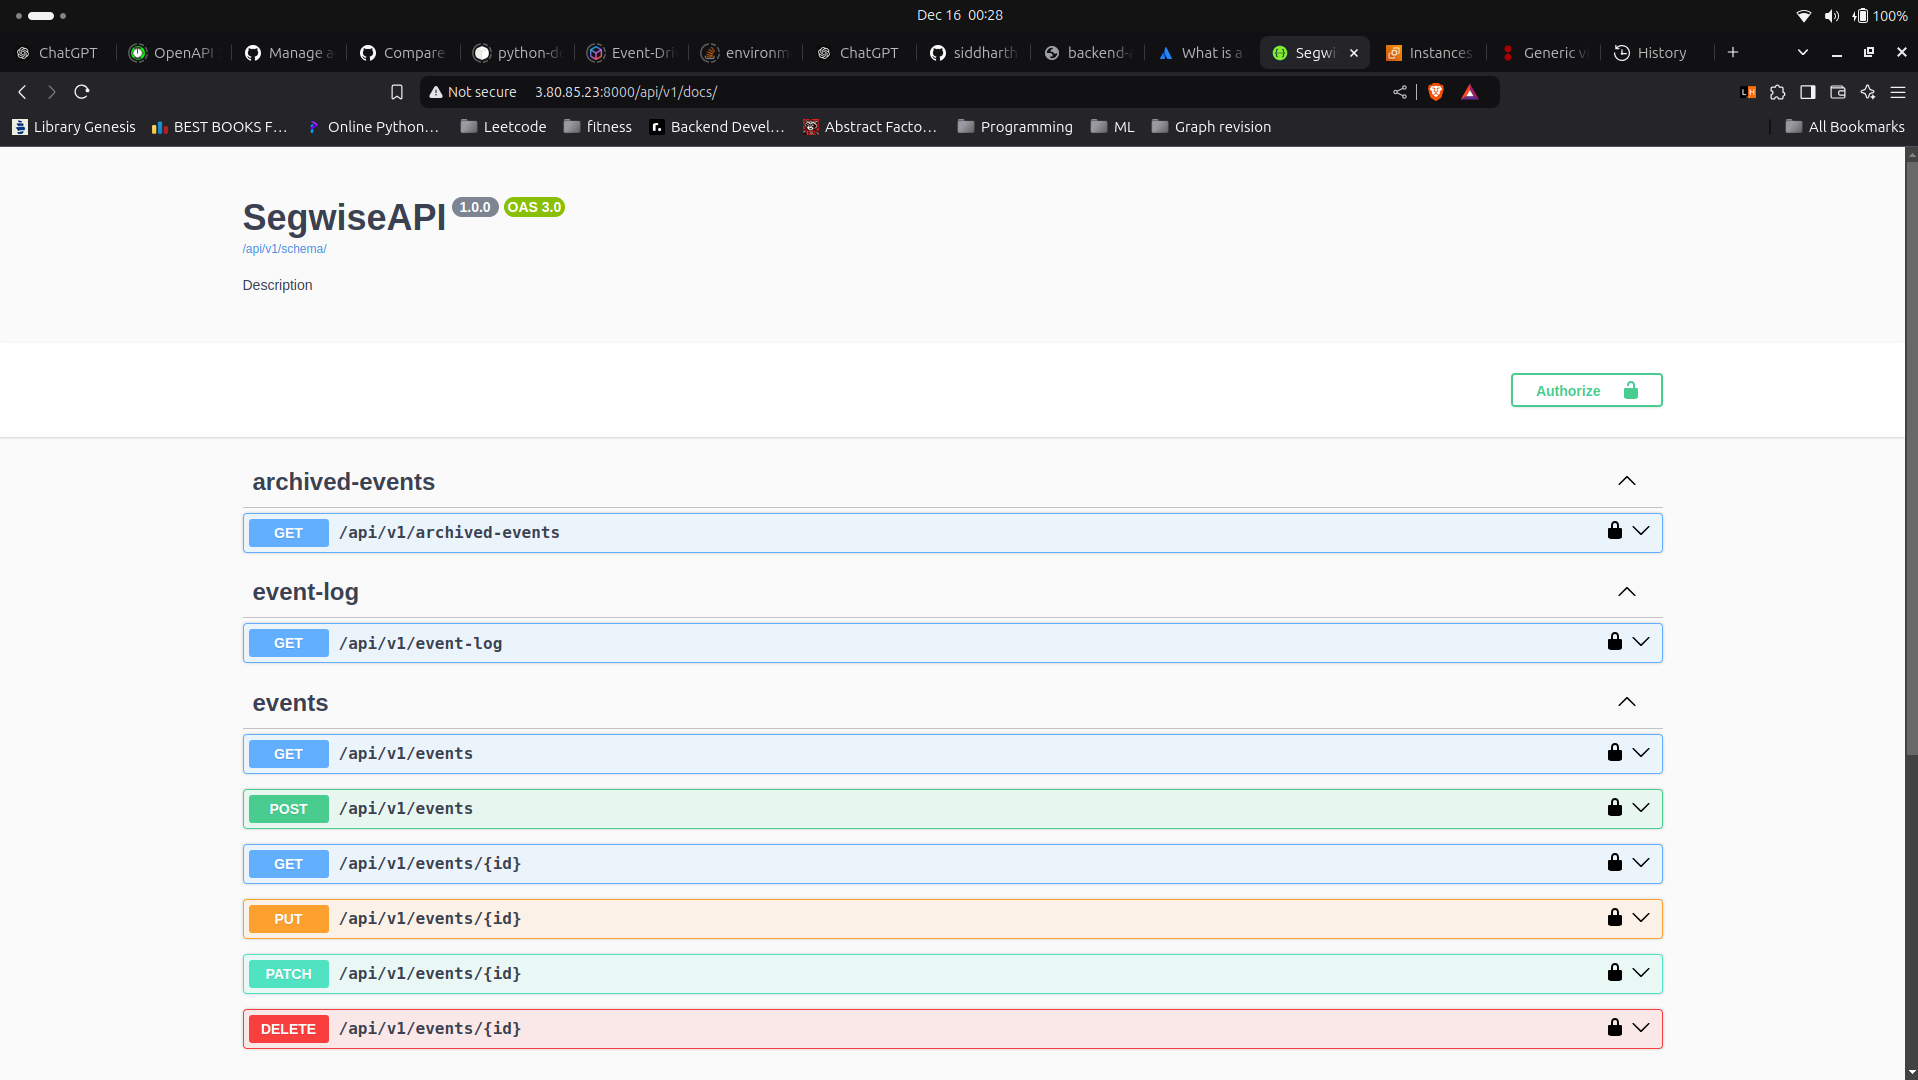 Dec 16 00:28
100%
ChatGPT
OpenAPI
Manage a
Compare
python-do
Event-Dri
environm
ChatGPT
siddharth
backend-a
What is a
Segwi
Instances
Generic vi
History
Not secure
3.80.85.23:8000/api/v1/docs/
Library Genesis
BEST BOOKS F...
Online Python...
Leetcode
fitness
Backend Devel...
Abstract Facto...
Programming
ML
Graph revision
All Bookmarks
SegwiseAPI 1.0.0 OAS 3.0
/api/v1/schema/
Description
Authorize
archived-events
GET /api/v1/archived-events
event-log
GET /api/v1/event-log
events
GET /api/v1/events
POST /api/v1/events
GET /api/v1/events/{id}
PUT /api/v1/events/{id}
PATCH /api/v1/events/{id}
DELETE /api/v1/events/{id}